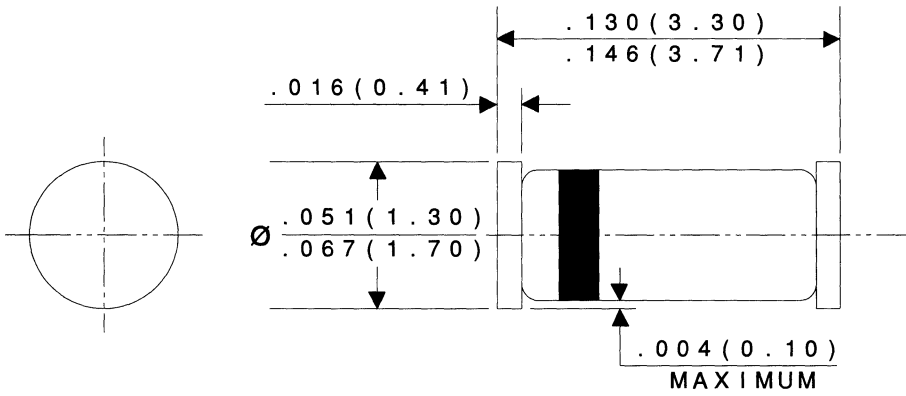 .130(3.30)
.146(3.71)
.016(0.41)
Ø .051(1.30)
.067(1.70)
.004(0.10)
MAXIMUM